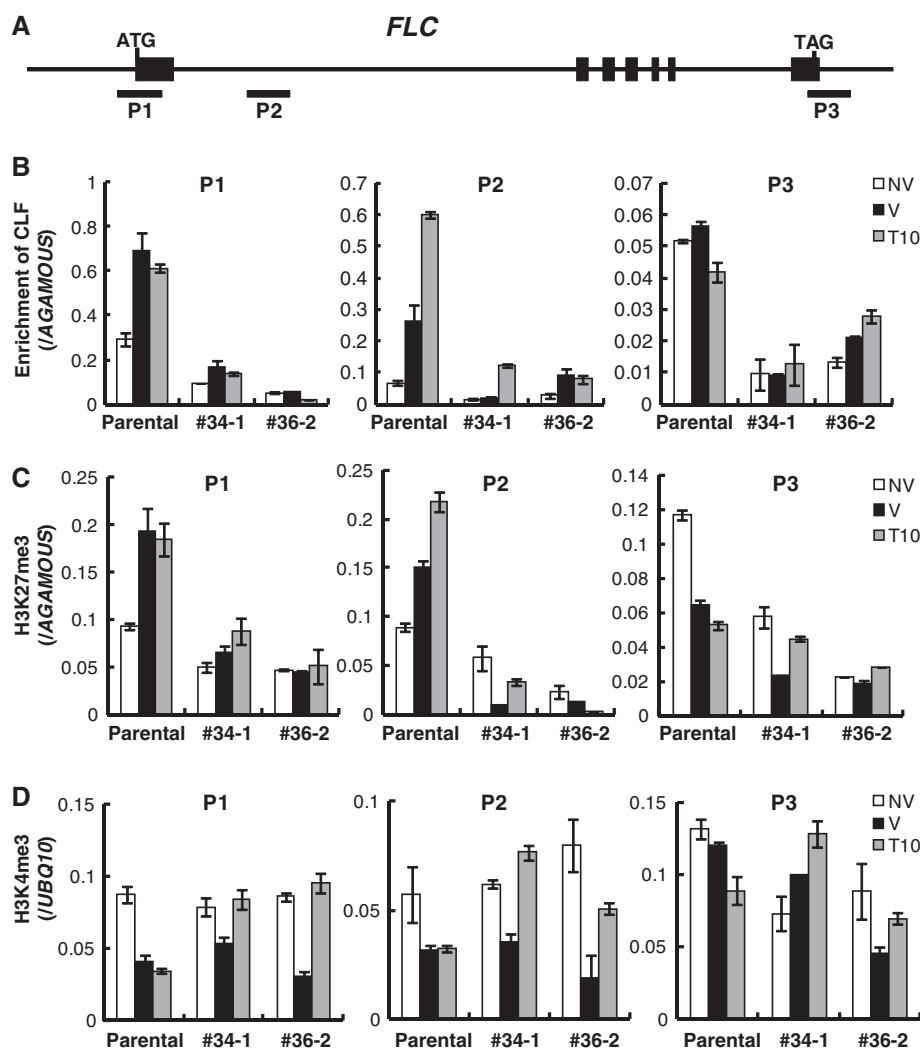 A
FLC
ATG
TAG
P1
P2
P3
B
P1
P2
P3
Enrichment of CLF
(/AGAMOUS)
1
0.8
0.6
0.4
0.2
0
0.7
0.6
0.5
0.4
0.3
0.2
0.1
0
0.07
0.06
0.05
0.04
0.03
0.02
0.01
0
NV
V
T10
Parental #34-1 #36-2
Parental #34-1 #36-2
Parental #34-1 #36-2
C
P1
P2
P3
H3K27me3
(/AGAMOUS)
0.25
0.2
0.15
0.1
0.05
0
0.25
0.2
0.15
0.1
0.05
0
0.14
0.12
0.1
0.08
0.06
0.04
0.02
0
NV
V
T10
Parental #34-1 #36-2
Parental #34-1 #36-2
Parental #34-1 #36-2
D
P1
P2
P3
H3K4me3
(/UBQ10)
0.15
0.1
0.05
0
0.1
0.05
0
0.15
0.1
0.05
0
NV
V
T10
Parental #34-1 #36-2
Parental #34-1 #36-2
Parental #34-1 #36-2